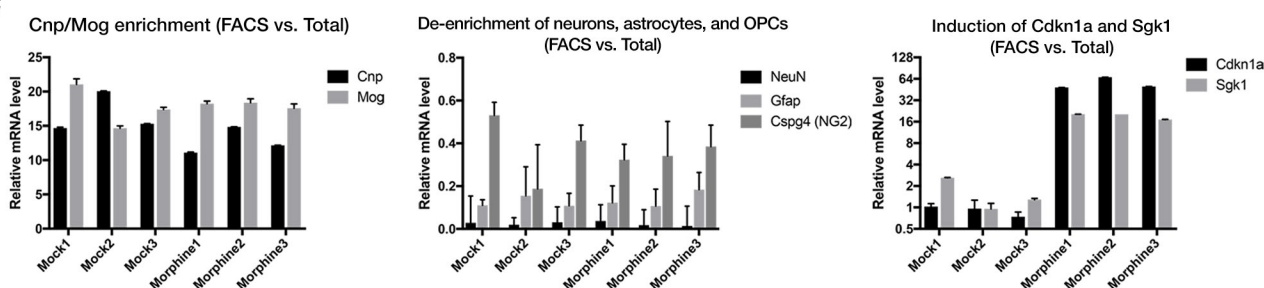 Cnp/Mog enrichment (FACS vs. Total)
Relative mRNA level
25
20
15
10
5
0
Mock1
Mock2
Mock3
Morphine1
Morphine2
Morphine3
Cnp
Mog
De-enrichment of neurons, astrocytes, and OPCs
(FACS vs. Total)
Relative mRNA level
0.8
0.6
0.4
0.2
0.0
Mock1
Mock2
Mock3
Morphine1
Morphine2
Morphine3
NeuN
Gfap
Cspg4 (NG2)
Induction of Cdkn1a and Sgk1
(FACS vs. Total)
Relative mRNA level
128
64
32
16
8
4
2
1
0.5
Mock1
Mock2
Mock3
Morphine1
Morphine2
Morphine3
Cdkn1a
Sgk1